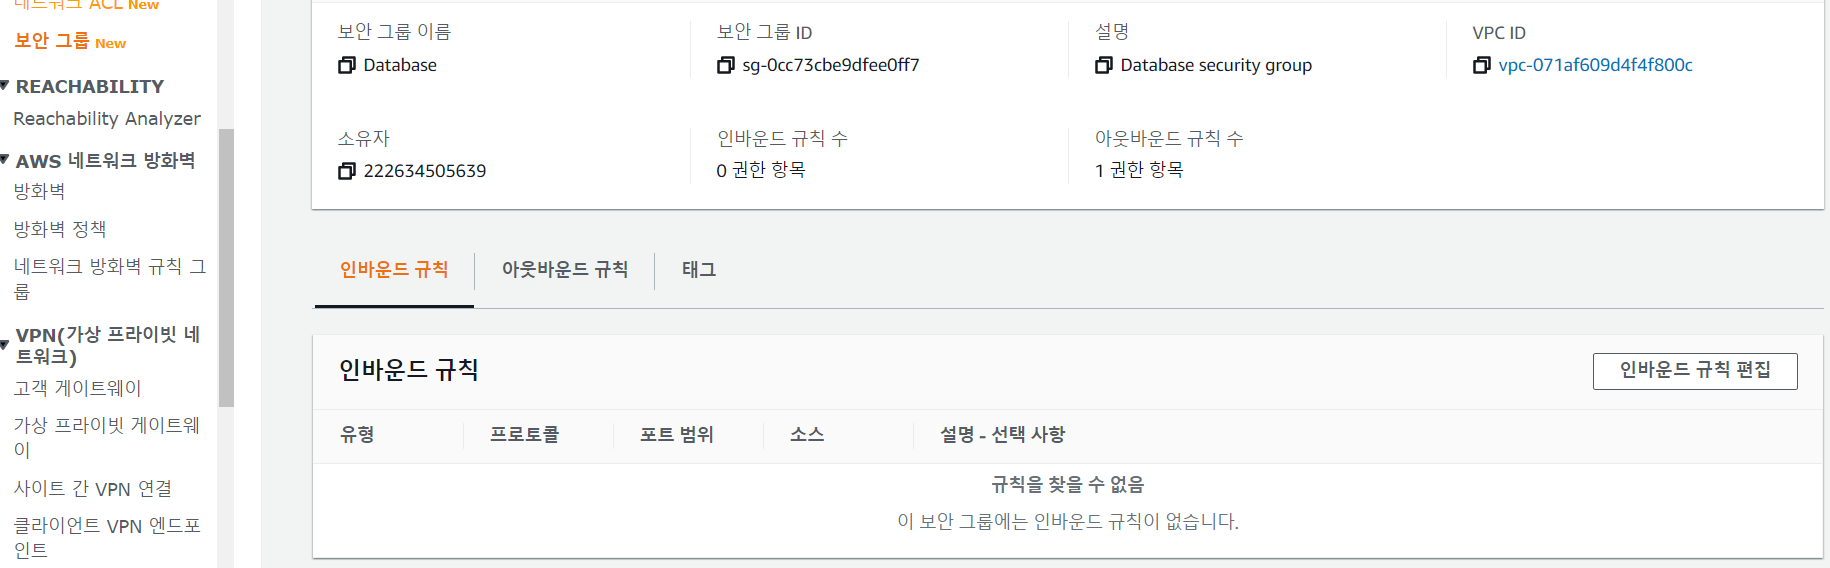 네트워크 ACL New
보안 그룹 New
REACHABILITY
Reachability Analyzer
AWS 네트워크 방화벽
방화벽
방화벽 정책
네트워크 방화벽 규칙 그
룹
VPN(가상 프라이빗 네
트워크)
고객 게이트웨이
가상 프라이빗 게이트웨
이
사이트 간 VPN 연결
클라이언트 VPN 엔드포
인트
보안 그룹 이름
Database
보안 그룹 ID
sg-0cc73cbe9dfee0ff7
설명
Database security group
VPC ID
vpc-071af609d4f4f800c
소유자
222634505639
인바운드 규칙 수
0 권한 항목
아웃바운드 규칙 수
1 권한 항목
인바운드 규칙 아웃바운드 규칙 태그
인바운드 규칙
인바운드 규칙 편집
유형 프로토콜 포트 범위 소스 설명 - 선택 사항
규칙을 찾을 수 없음
이 보안 그룹에는 인바운드 규칙이 없습니다.